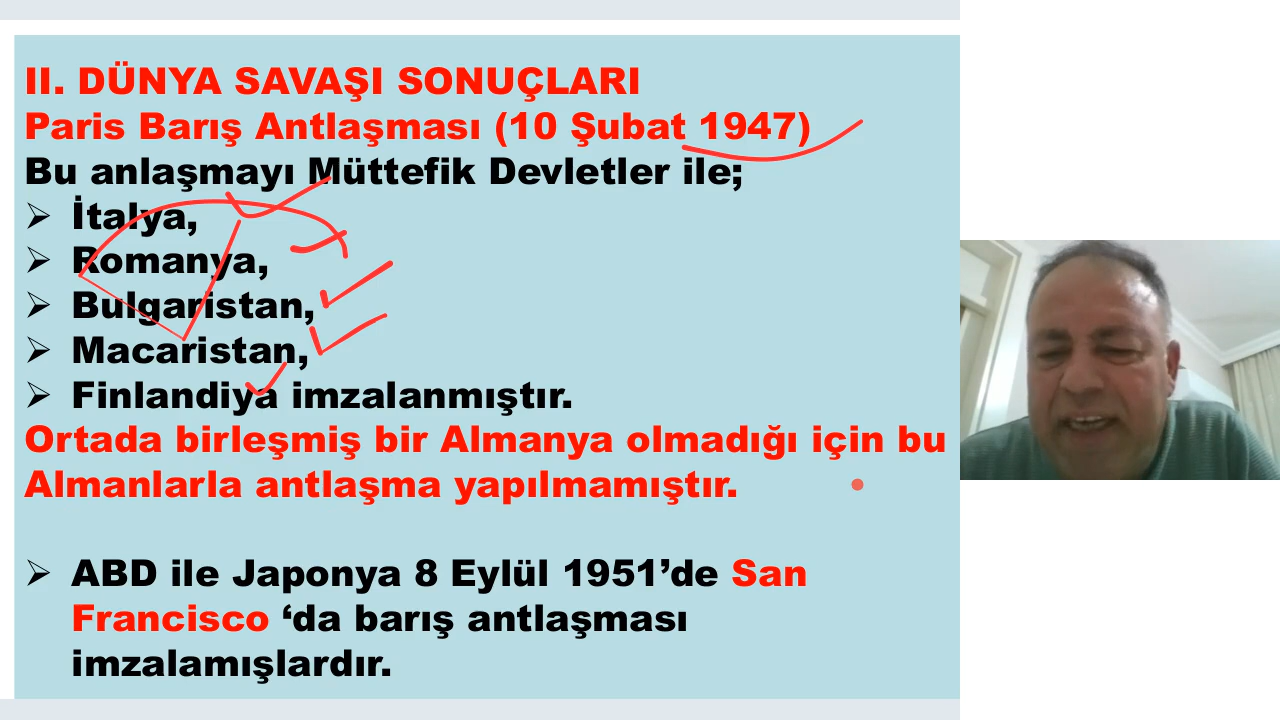 II. DÜNYA SAVAŞI SONUÇLARI
Paris Barış Antlaşması (10 Şubat 1947)
Bu anlaşmayı Müttefik Devletler ile;
➢ İtalya,
➢ Romanya,
➢ Bulgaristan,
➢ Macaristan,
➢ Finlandiya imzalanmıştır.
Ortada birleşmiş bir Almanya olmadığı için bu
Almanlarla antlaşma yapılmamıştır.
➢ ABD ile Japonya 8 Eylül 1951’de San
Francisco ‘da barış antlaşması
imzalamışlardır.